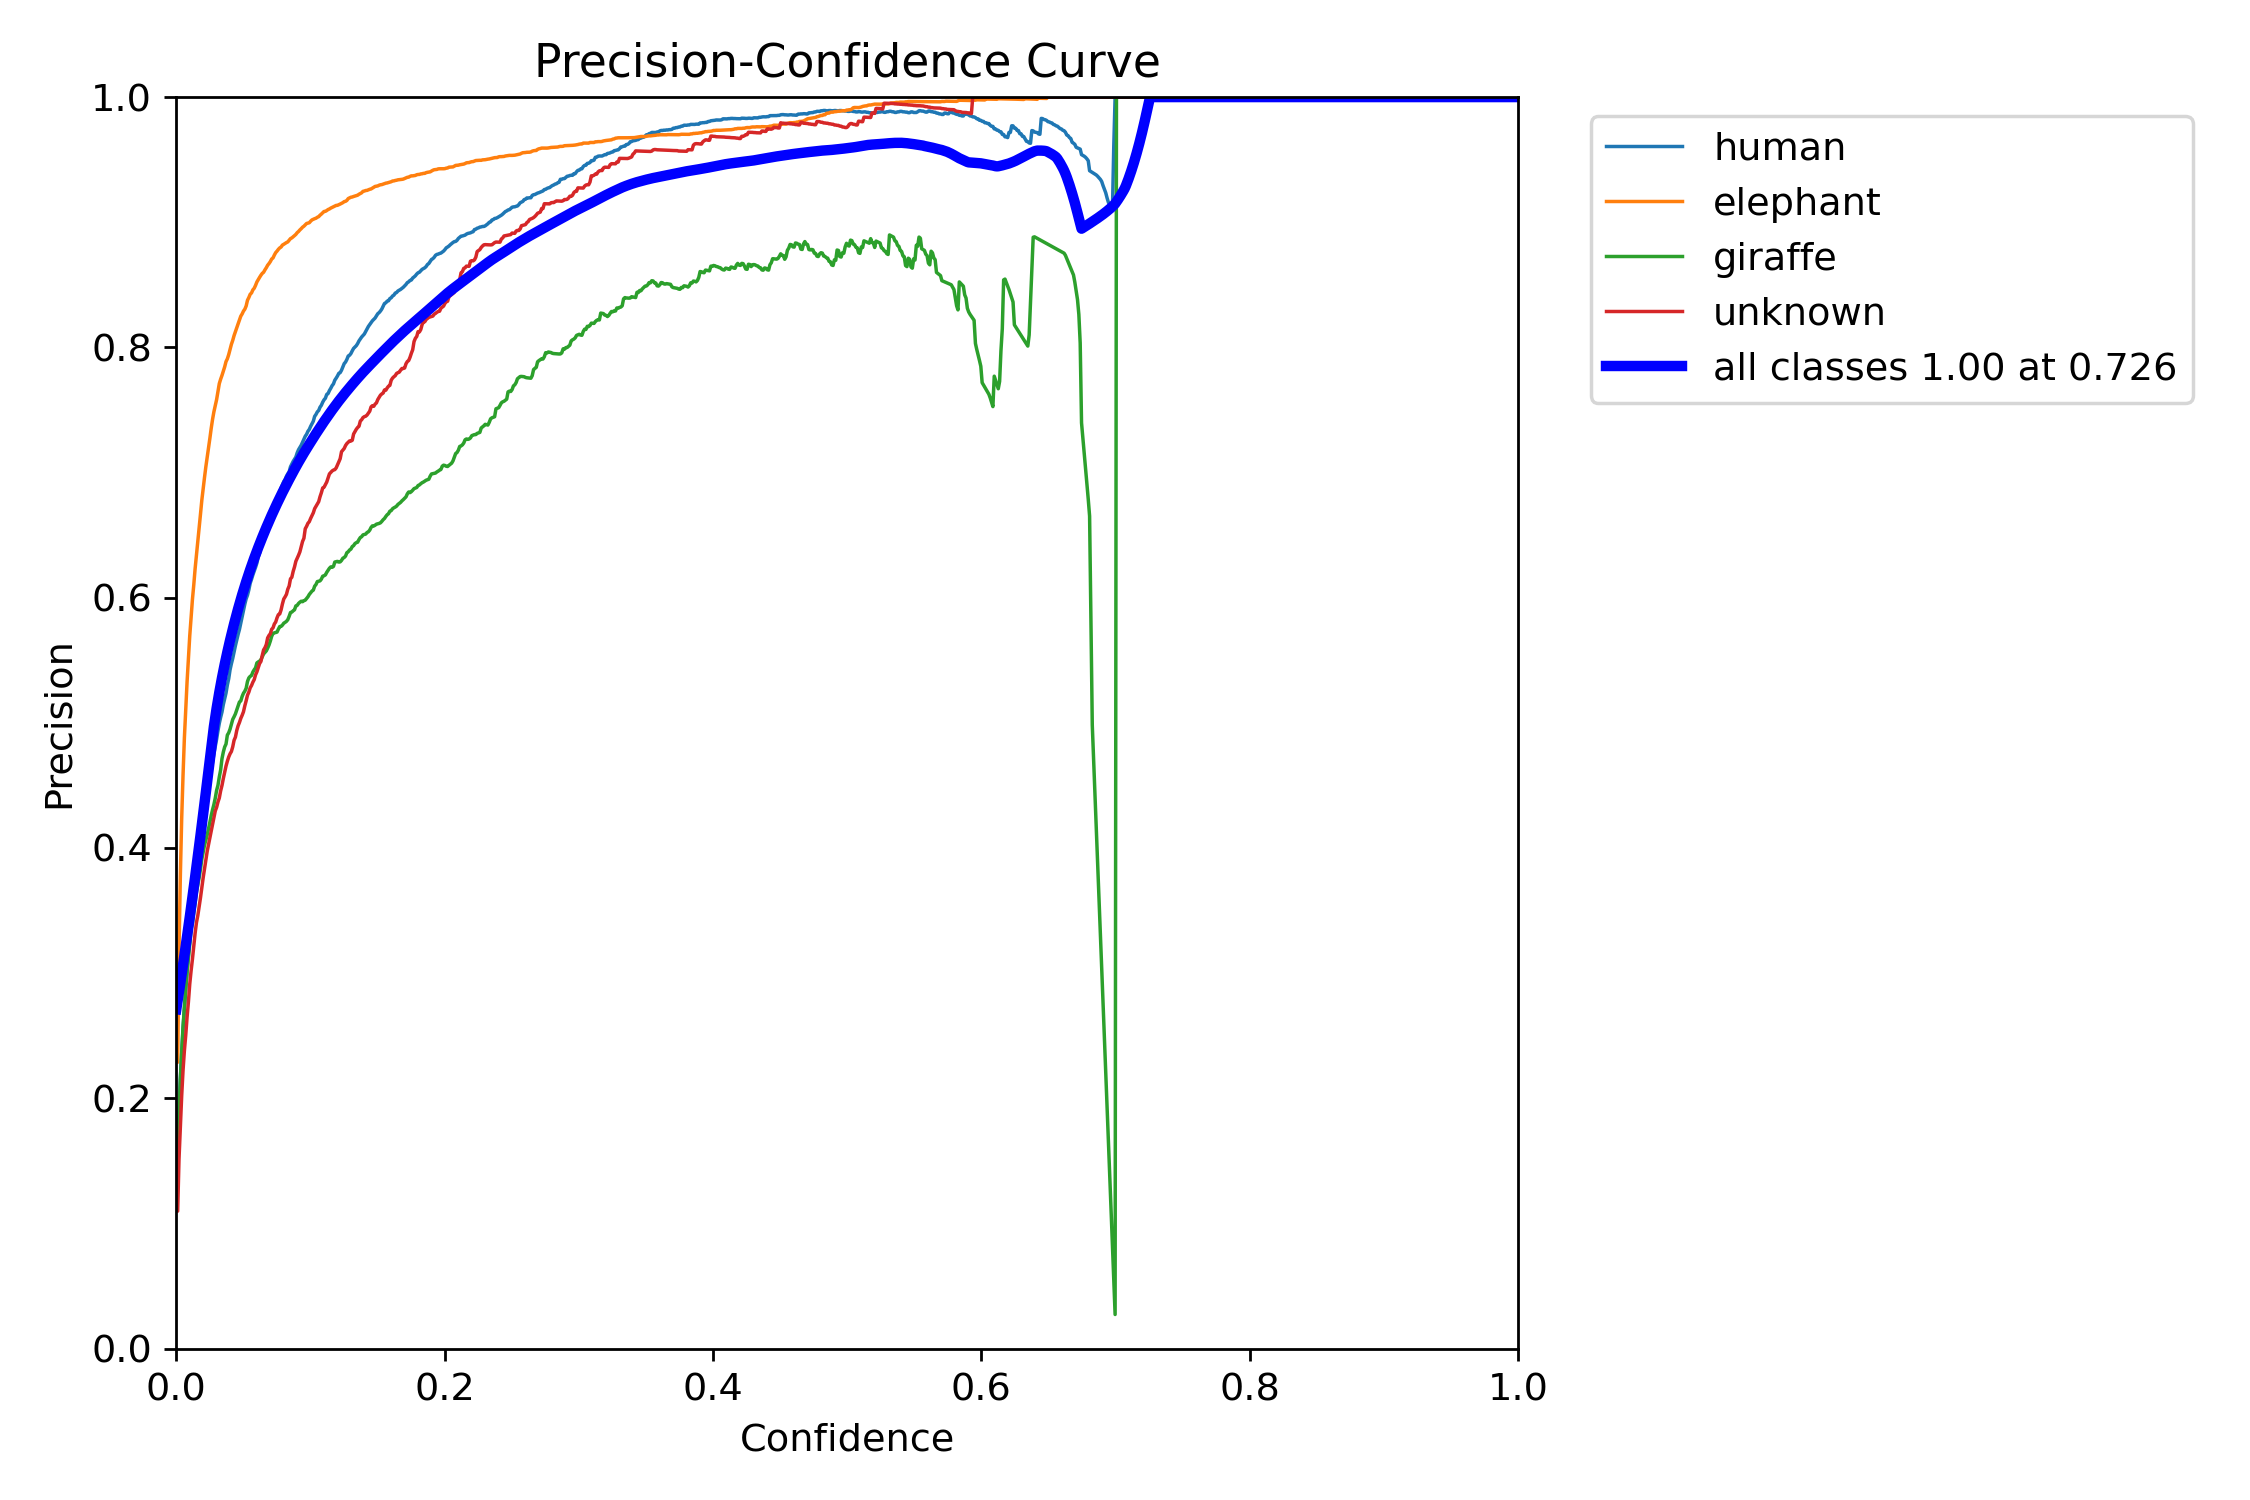 Precision-Confidence Curve
1.0
0.8
0.6
0.4
0.2
0.0
Precision
0.0 0.2 0.4 0.6 0.8 1.0
Confidence
human
elephant
giraffe
unknown
all classes 1.00 at 0.726